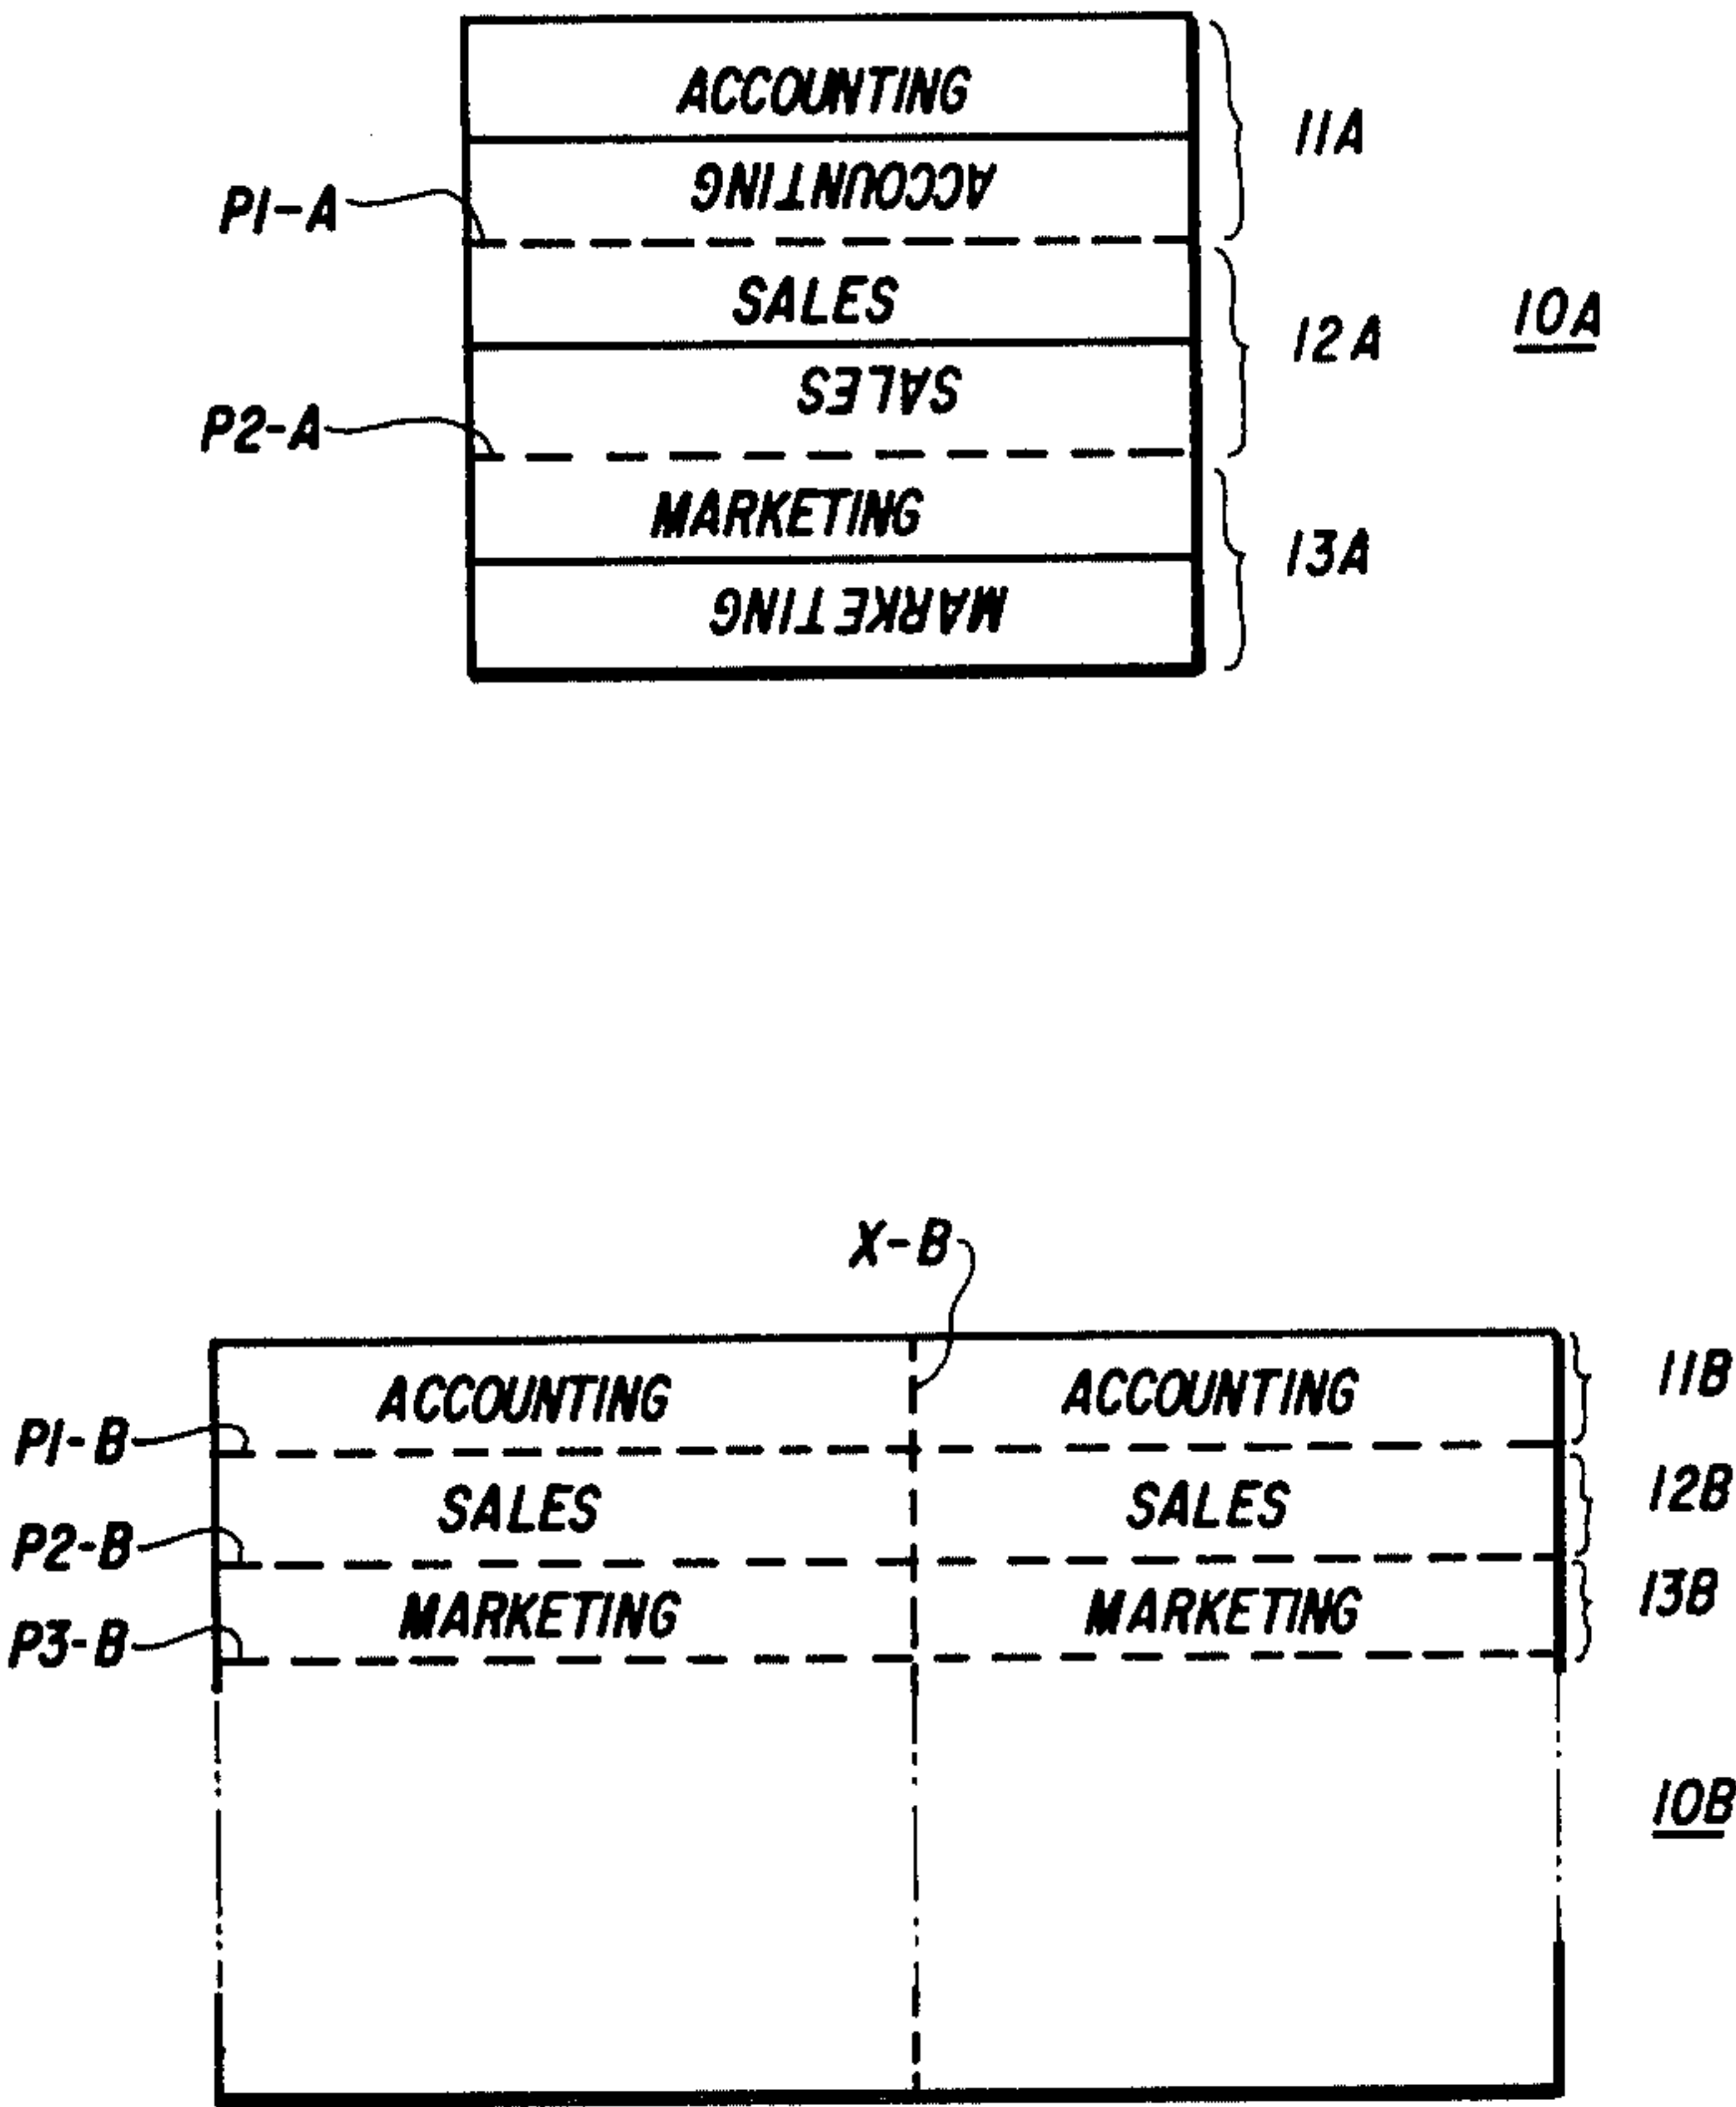 ACCOUNTING
11A
ACCOUNTING
P1-A
SALES
12A
10A
SALES
P2-A
MARKETING
13A
MARKETING
X-B
ACCOUNTING ACCOUNTING 11B
P1-B
SALES SALES 12B
P2-B
MARKETING MARKETING 13B
P3-B
10B